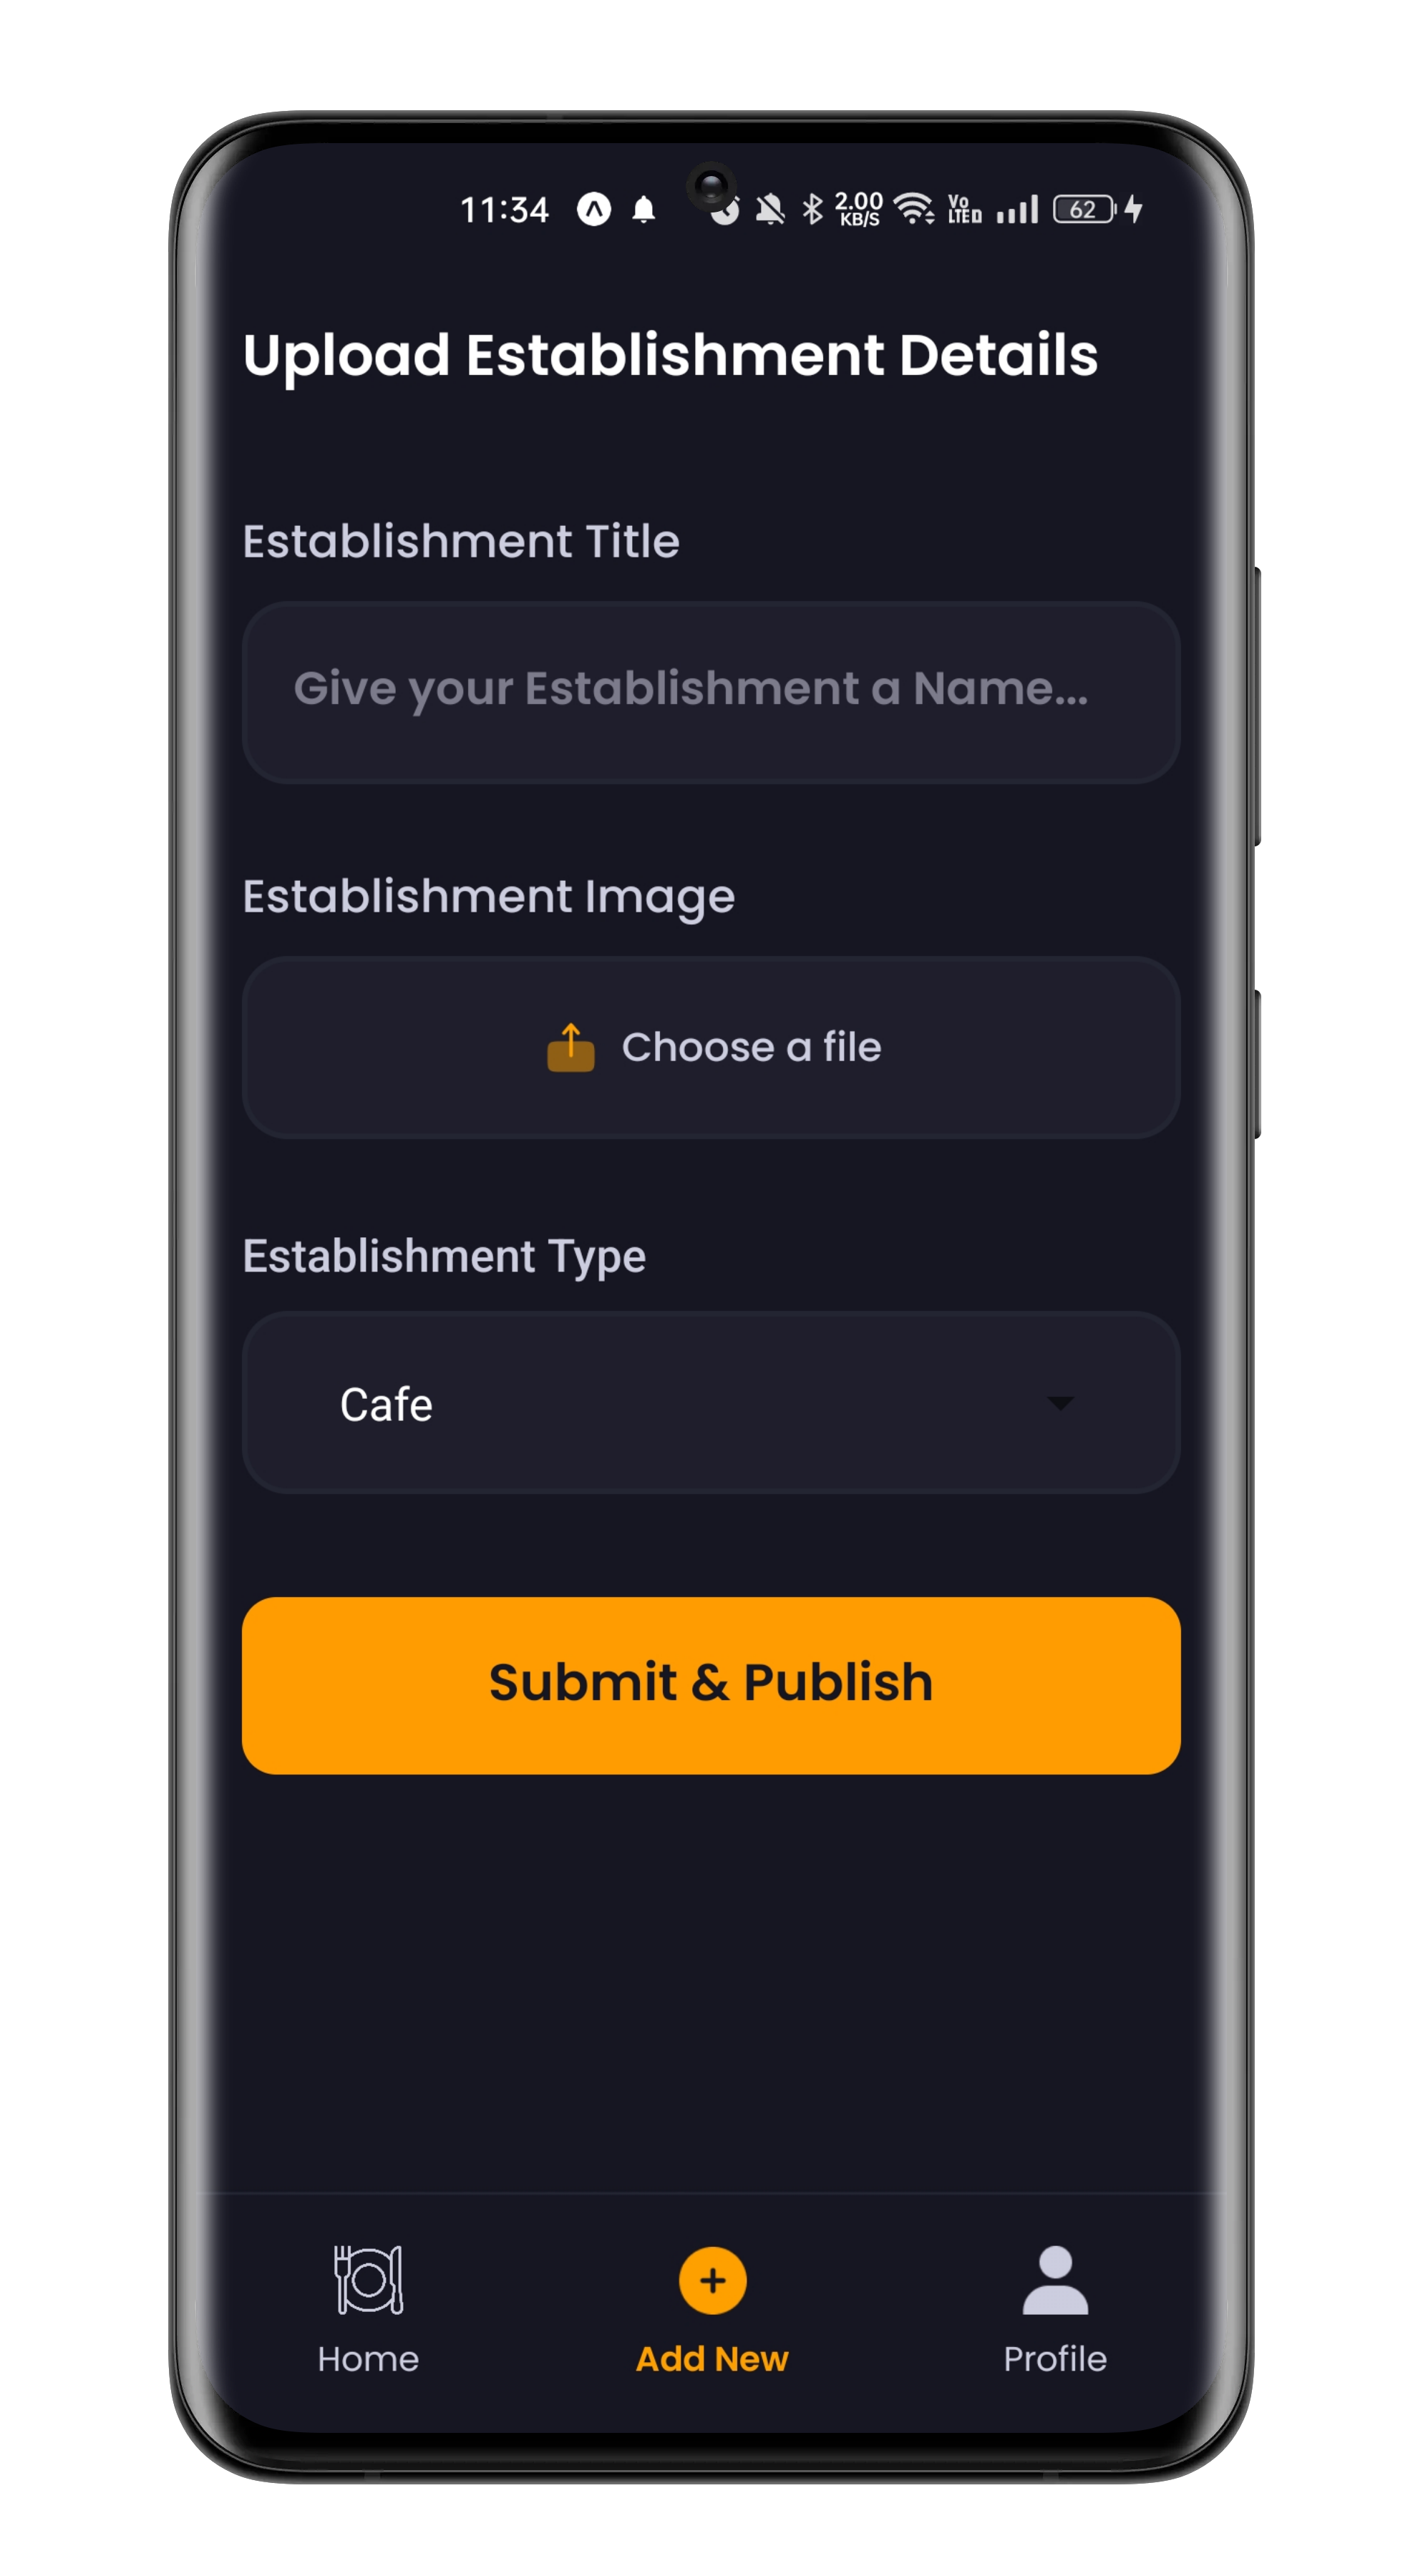 11:34 2.00 KB/S Vo LTE D 62
Upload Establishment Details
Establishment Title
Give your Establishment a Name...
Establishment Image
Choose a file
Establishment Type
Cafe
Submit & Publish
Home Add New Profile